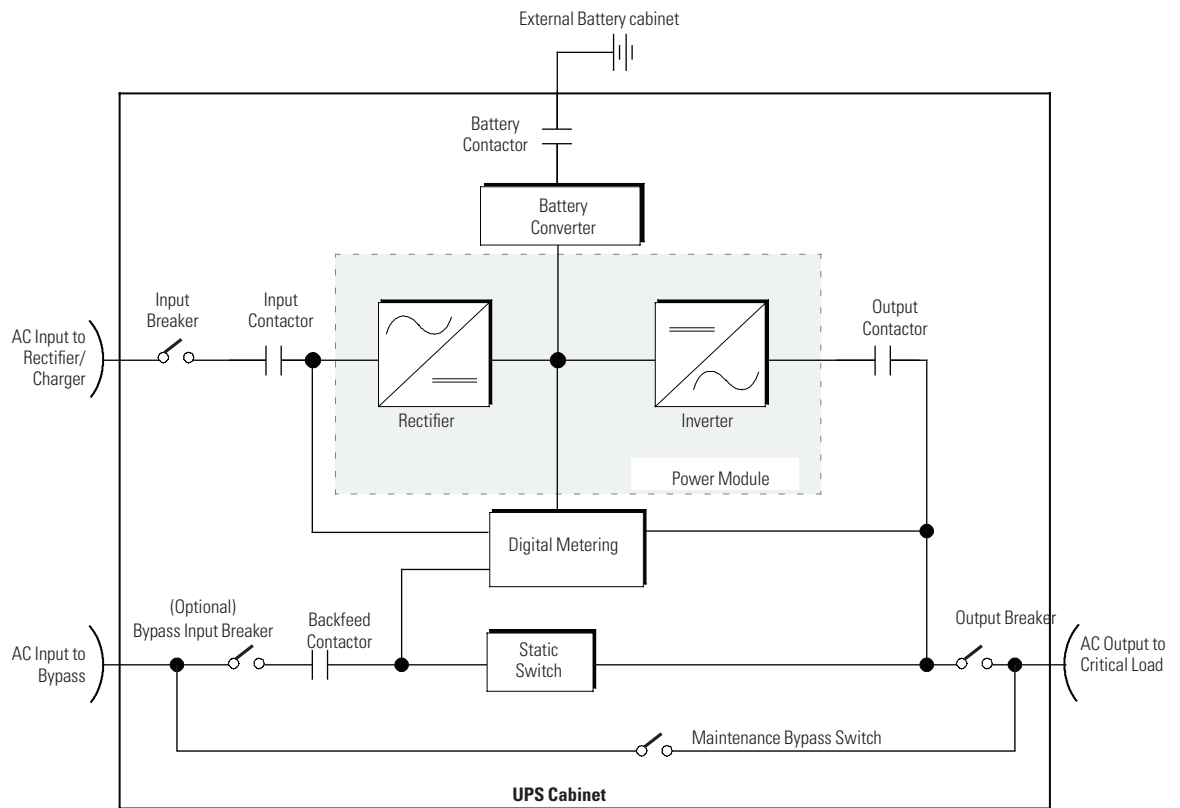 External Battery cabinet
Battery
Contactor
Battery
Converter
Input
Breaker
Input
Contactor
Output
Contactor
AC Input to
Rectifier/
Charger
Rectifier
Inverter
Power Module
Digital Metering
(Optional)
Bypass Input Breaker
Backfeed
Contactor
Static
Switch
Output Breaker
AC Input to
Bypass
AC Output to
Critical Load
Maintenance Bypass Switch
UPS Cabinet